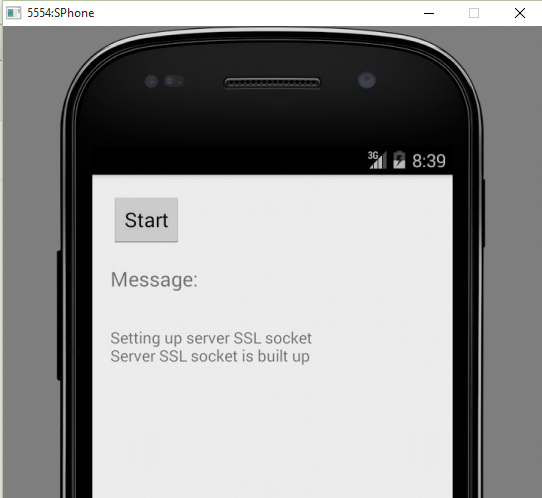 5554:SPhone
3G 8:39
Start
Message:
Setting up server SSL socket
Server SSL socket is built up